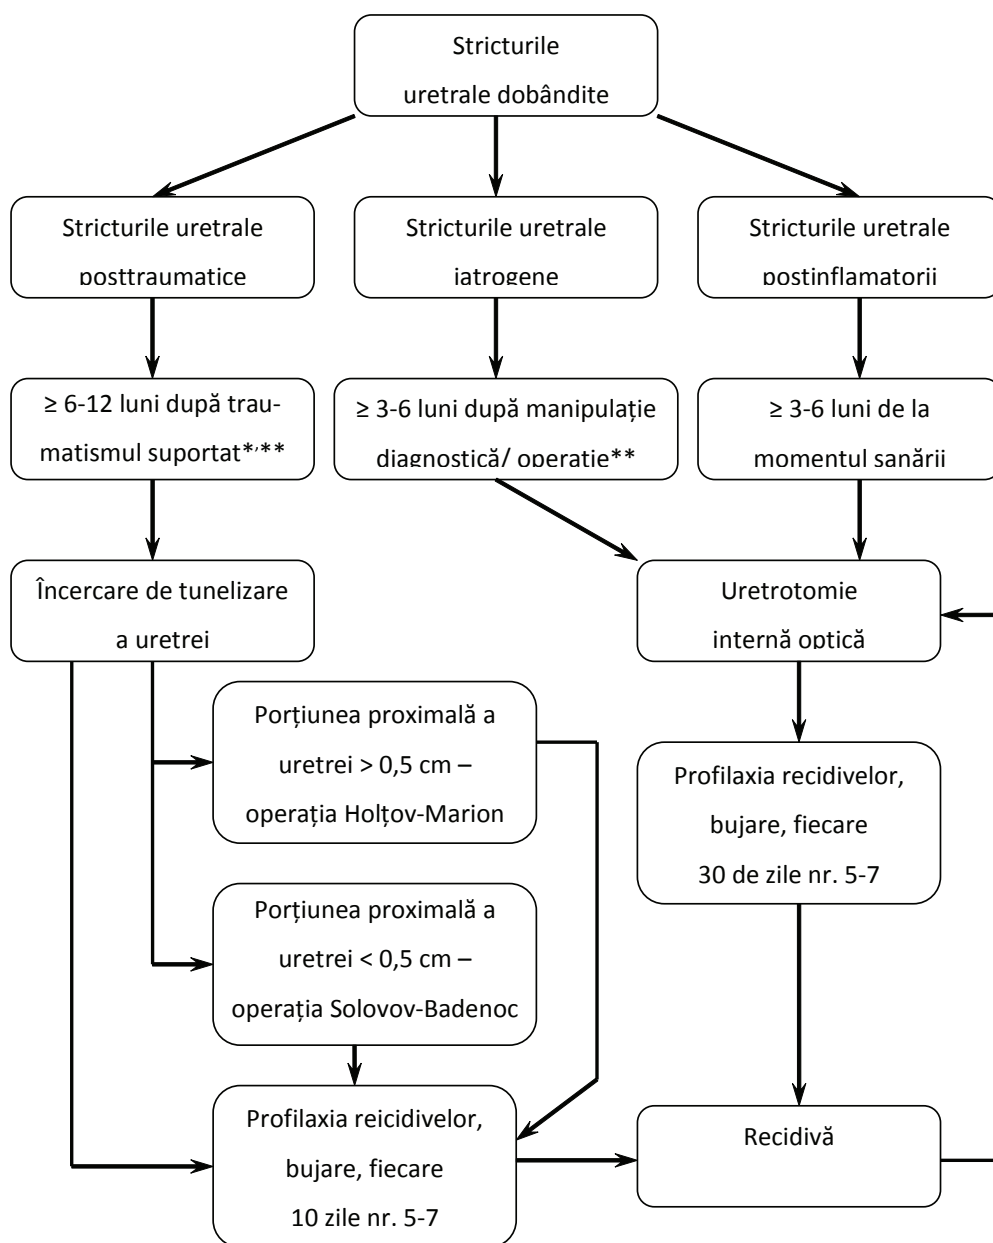 Stricturile
uretrale dobândite
Stricturile uretrale
posttraumatice
Stricturile uretrale
iatrogene
Stricturile uretrale
postinflamatorii
≥ 6-12 luni după trau-
matismul suportat*,**
≥ 3-6 luni după manipulație
diagnostică/ operație**
≥ 3-6 luni de la
momentul sanării
Încercare de tunelizare
a uretrei
Uretrotomie
internă optică
Porțiunea proximală a
uretrei > 0,5 cm –
operația Holțov-Marion
Profilaxia recidivelor,
bujare, fiecare
30 de zile nr. 5-7
Porțiunea proximală a
uretrei < 0,5 cm –
operația Solovov-Badenoc
Profilaxia reicidivelor,
bujare, fiecare
10 zile nr. 5-7
Recidivă